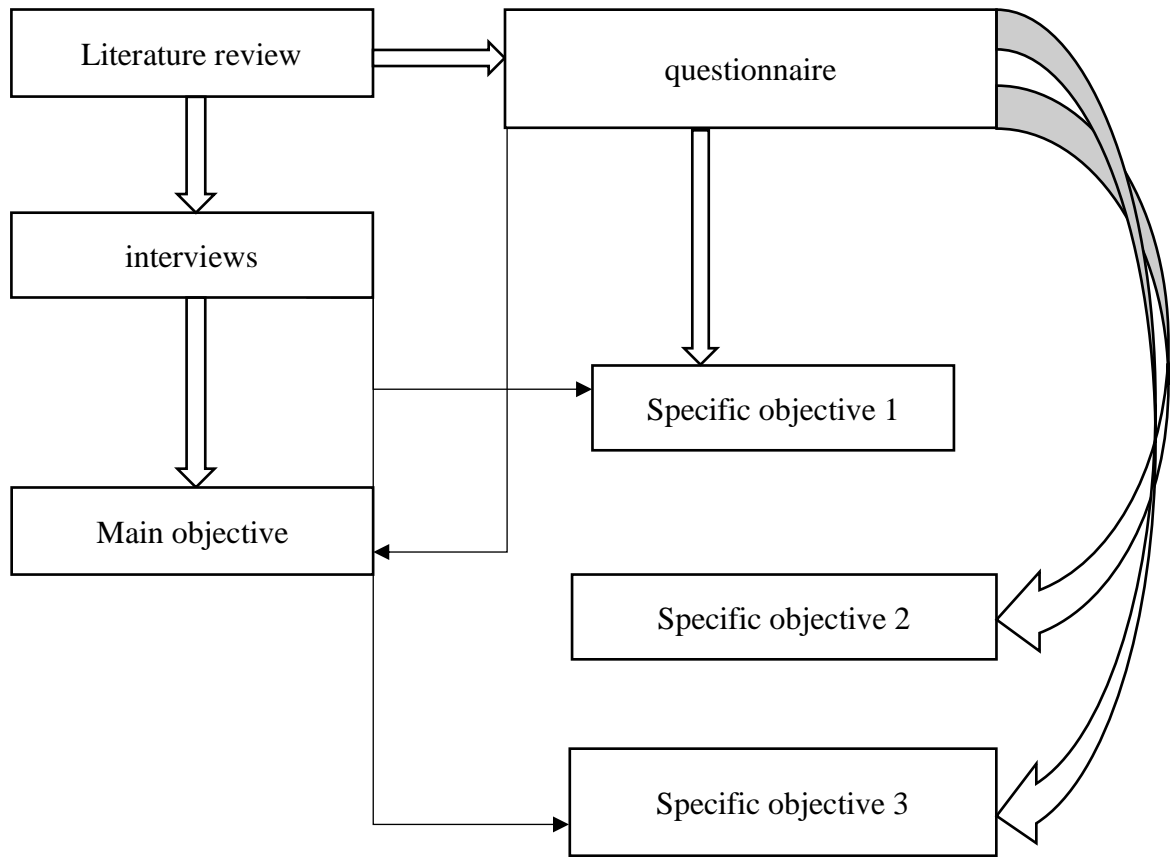 Literature review
questionnaire
interviews
Specific objective 1
Main objective
Specific objective 2
Specific objective 3